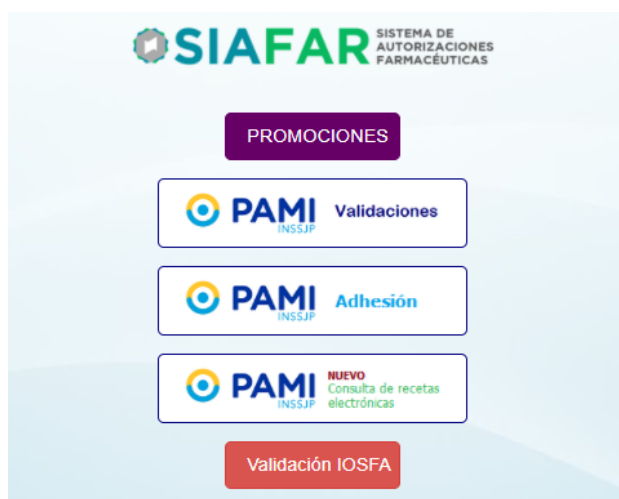 SIAFAR
SISTEMA DE
AUTORIZACIONES
FARMACÉUTICAS
PROMOCIONES
PAMI
INSSJP
Validaciones
PAMI
INSSJP
Adhesión
PAMI
INSSJP
NUEVO
Consulta de recetas
electrónicas
Validación IOSFA